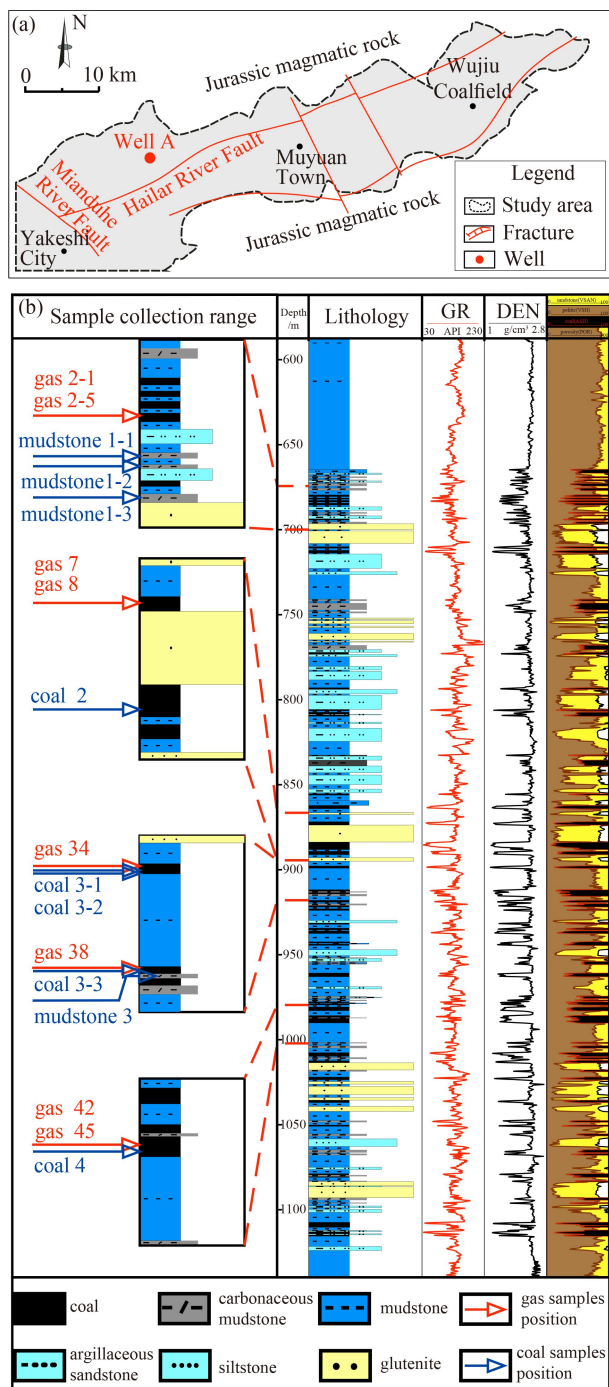 (a)
N
0 10 km
Jurassic magmatic rock
Wujiu
Coalfield
Well A
Hailar River Fault
Muyuan
Town
Mianduhe
River Fault
Jurassic magmatic rock
Yakeshi
City
Legend
Study area
Fracture
Well
(b)
Sample collection range
Depth
/m
Lithology
GR
30 API 230
DEN
1 g/cm³ 2.8
sandstone(VSAN)
porosity(POR)
gas 2-1
gas 2-5
mudstone 1-1
mudstone1-2
mudstone1-3
gas 7
gas 8
coal 2
gas 34
coal 3-1
coal 3-2
gas 38
coal 3-3
mudstone 3
gas 42
gas 45
coal 4
600
650
700
750
800
850
900
950
1000
1050
1100
coal
carbonaceous
mudstone
mudstone
gas samples
position
argillaceous
sandstone
siltstone
glutenite
coal samples
position